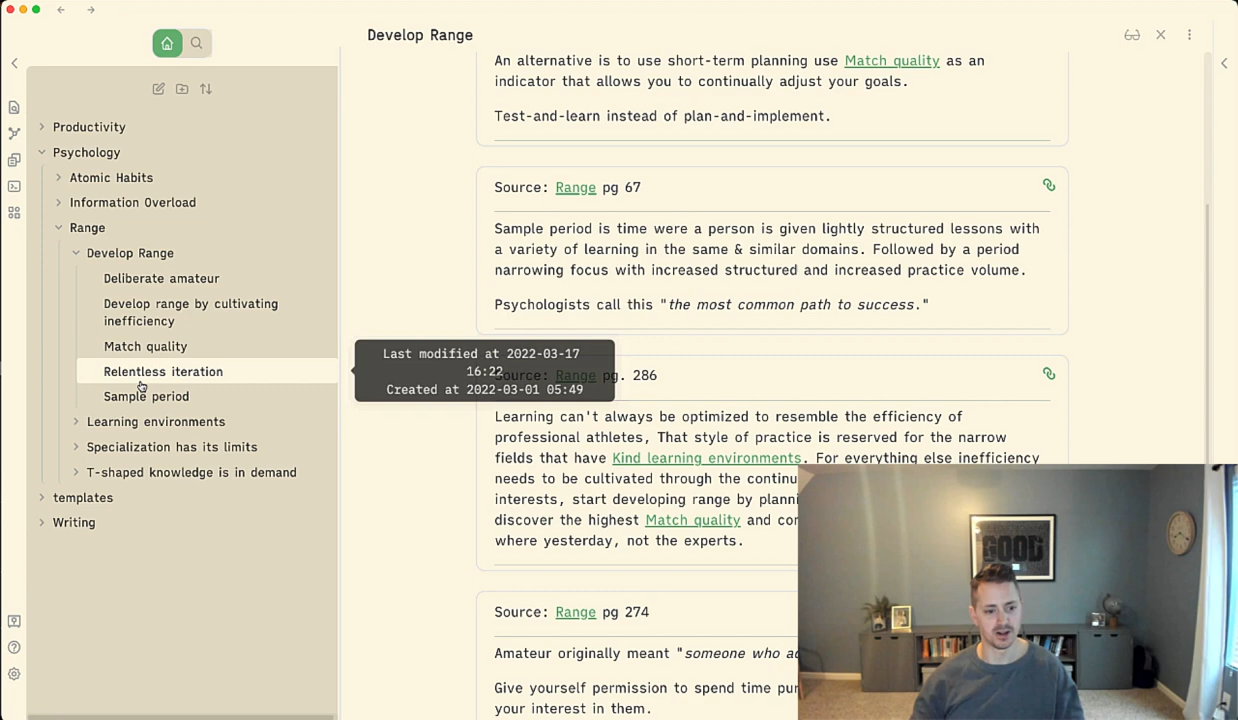 Develop Range
Productivity
Psychology
Atomic Habits
Information Overload
Range
Develop Range
Deliberate amateur
Develop range by cultivating
inefficiency
Match quality
Relentless iteration
Sample period
Learning environments
Specialization has its limits
T-shaped knowledge is in demand
templates
Writing
An alternative is to use short-term planning use Match quality as an
indicator that allows you to continually adjust your goals.
Test-and-learn instead of plan-and-implement.
Source: Range pg 67
Sample period is time were a person is given lightly structured lessons with
a variety of learning in the same & similar domains. Followed by a period
narrowing focus with increased structured and increased practice volume.
Psychologists call this "the most common path to success."
Last modified at 2022-03-17
16:22
Created at 2022-03-01 05:49
Source: Range pg. 286
Learning can't always be optimized to resemble the efficiency of
professional athletes, That style of practice is reserved for the narrow
fields that have Kind learning environments. For everything else inefficiency
needs to be cultivated through the
interests, start developing range by
discover the highest Match quality and
where yesterday, not the experts.
Source: Range pg 274
Amateur originally meant "someone who
Give yourself permission to spend time
your interest in them.
GOOD